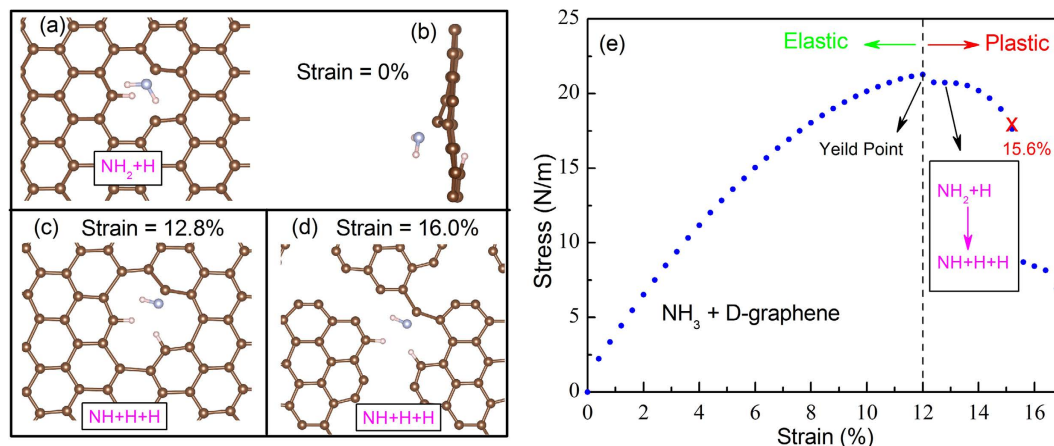 (a)
(b)
Strain = 0%
NH₂+H
(c)
Strain = 12.8%
NH+H+H
(d)
Strain = 16.0%
NH+H+H
(e)
Elastic
Plastic
Yeild Point
15.6%
NH₂+H
NH+H+H
NH₃ + D-graphene
Stress (N/m)
25
20
15
10
5
0
0 2 4 6 8 10 12 14 16
Strain (%)